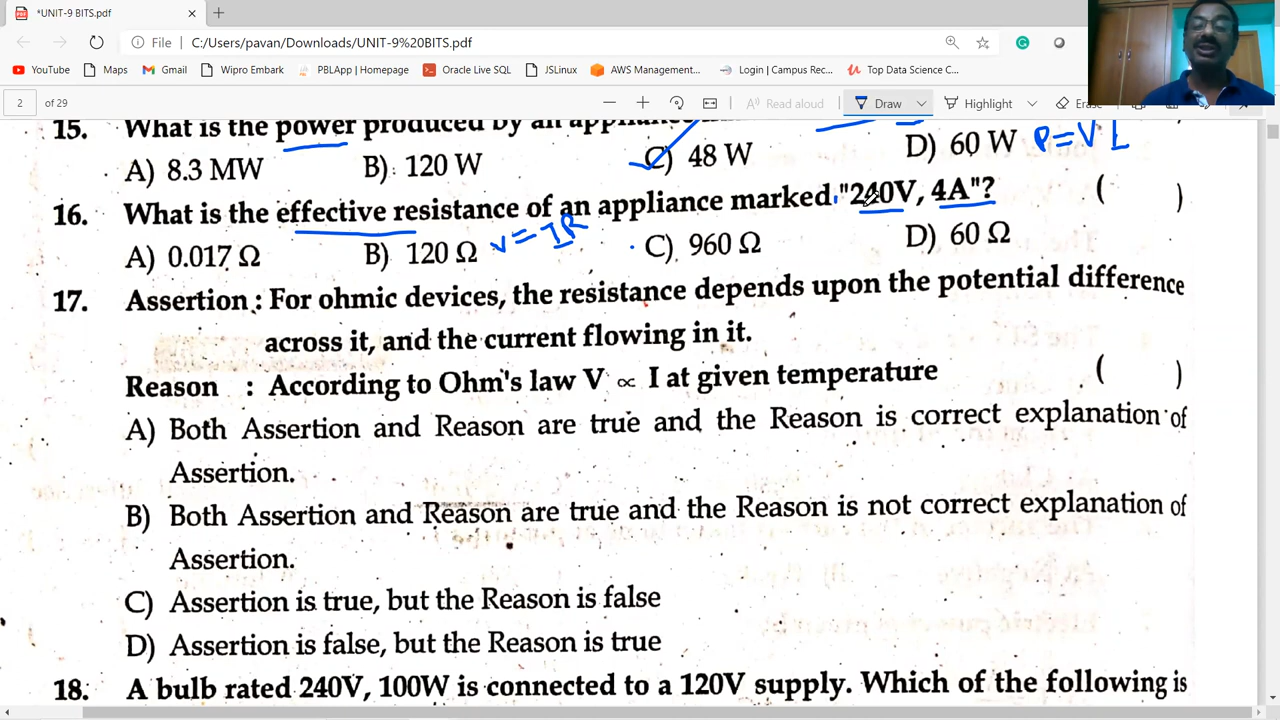 *UNIT-9 BITS.pdf
File C:/Users/pavan/Downloads/UNIT-9%20BITS.pdf
YouTube Maps Gmail Wipro Embark PBLApp | Homepage Oracle Live SQL JSLinux AWS Management... Login | Campus Rec... Top Data Science C...
2 of 29 Read aloud Draw Highlight Erase
15. What is the power produced by an appliance
A) 8.3 MW B) 120 W C) 48 W D) 60 W P=VI
16. What is the effective resistance of an appliance marked "240V, 4A"? ( )
A) 0.017 Ω B) 120 Ω V=IR C) 960 Ω D) 60 Ω
17. Assertion : For ohmic devices, the resistance depends upon the potential difference
across it, and the current flowing in it.
Reason : According to Ohm's law V ∝ I at given temperature ( )
A) Both Assertion and Reason are true and the Reason is correct explanation of
Assertion.
B) Both Assertion and Reason are true and the Reason is not correct explanation of
Assertion.
C) Assertion is true, but the Reason is false
D) Assertion is false, but the Reason is true
18. A bulb rated 240V, 100W is connected to a 120V supply. Which of the following is